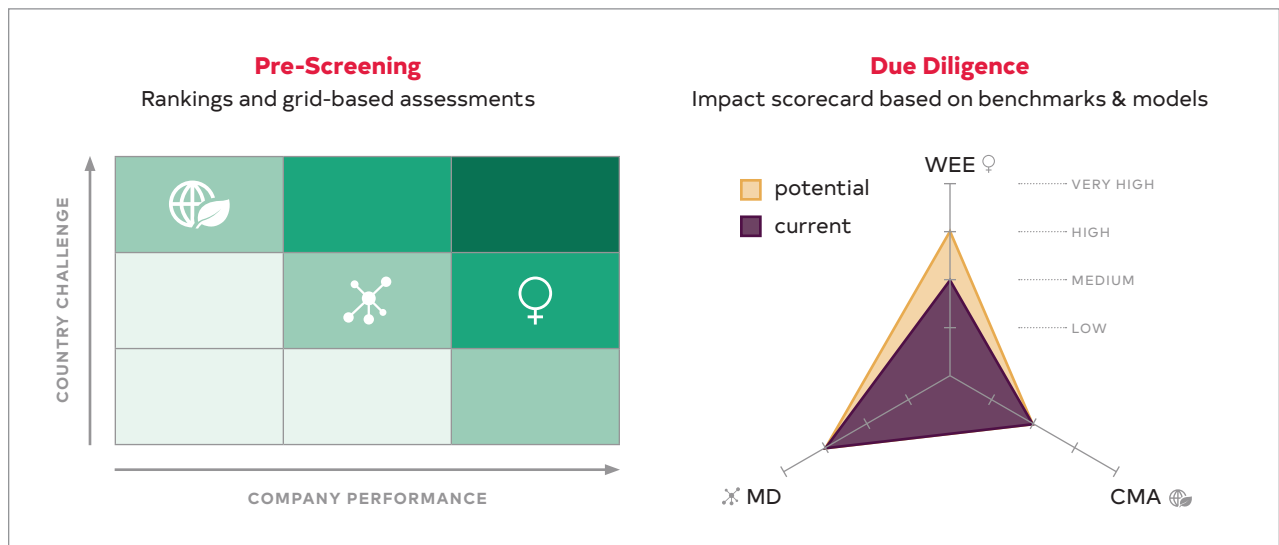 Pre-Screening
Rankings and grid-based assessments
COUNTRY CHALLENGE
COMPANY PERFORMANCE
Due Diligence
Impact scorecard based on benchmarks & models
potential
current
WEE
VERY HIGH
HIGH
MEDIUM
LOW
MD
CMA